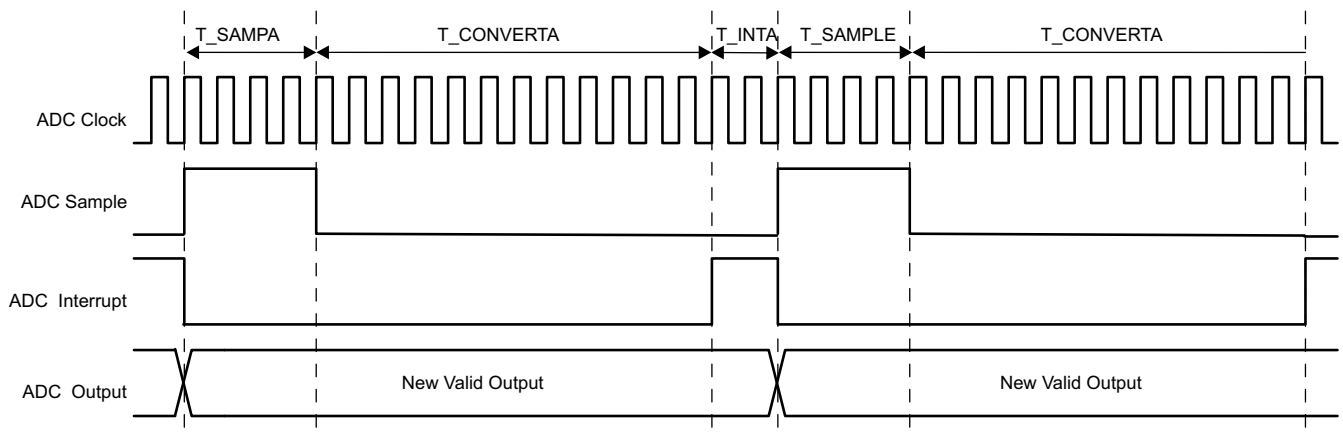 T_SAMPA T_CONVERTA T_INTA T_SAMPLE T_CONVERTA
ADC Clock
ADC Sample
ADC Interrupt
ADC Output New Valid Output New Valid Output